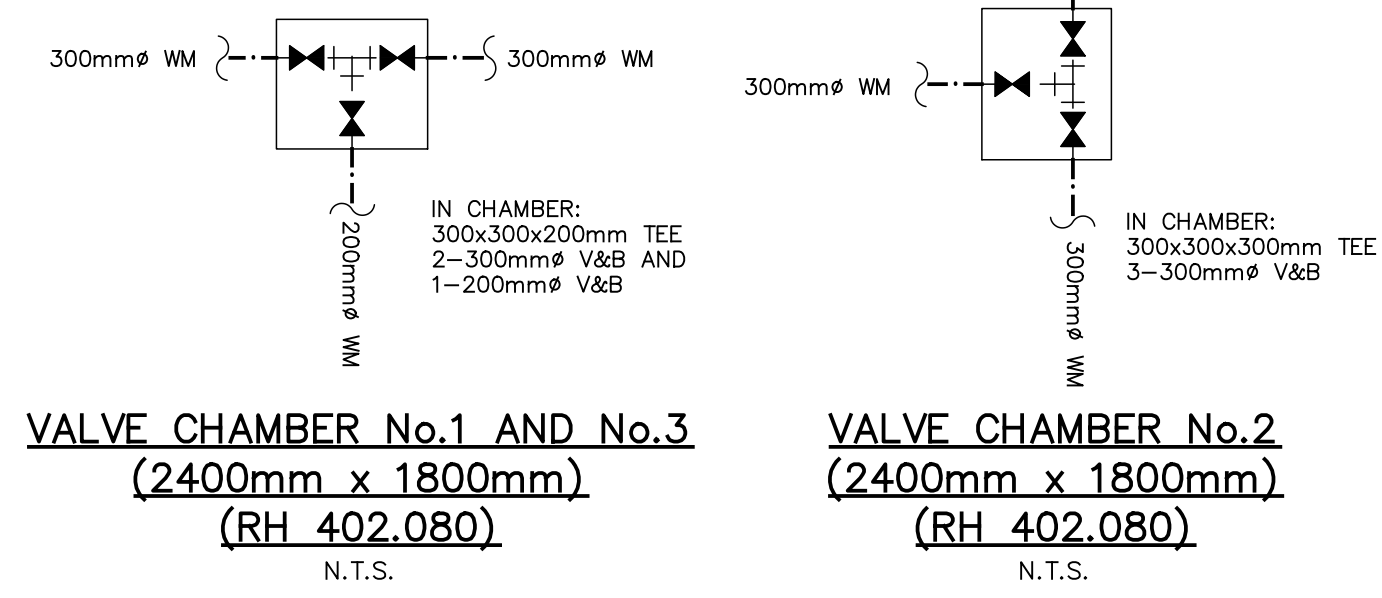 300mmø WM
300mmø WM
200mmø WM
IN CHAMBER:
300x300x200mm TEE
2-300mmø V&B AND
1-200mmø V&B
VALVE CHAMBER No.1 AND No.3
(2400mm x 1800mm)
(RH 402.080)
N.T.S.
300mmø WM
300mmø WM
IN CHAMBER:
300x300x300mm TEE
3-300mmø V&B
VALVE CHAMBER No.2
(2400mm x 1800mm)
(RH 402.080)
N.T.S.